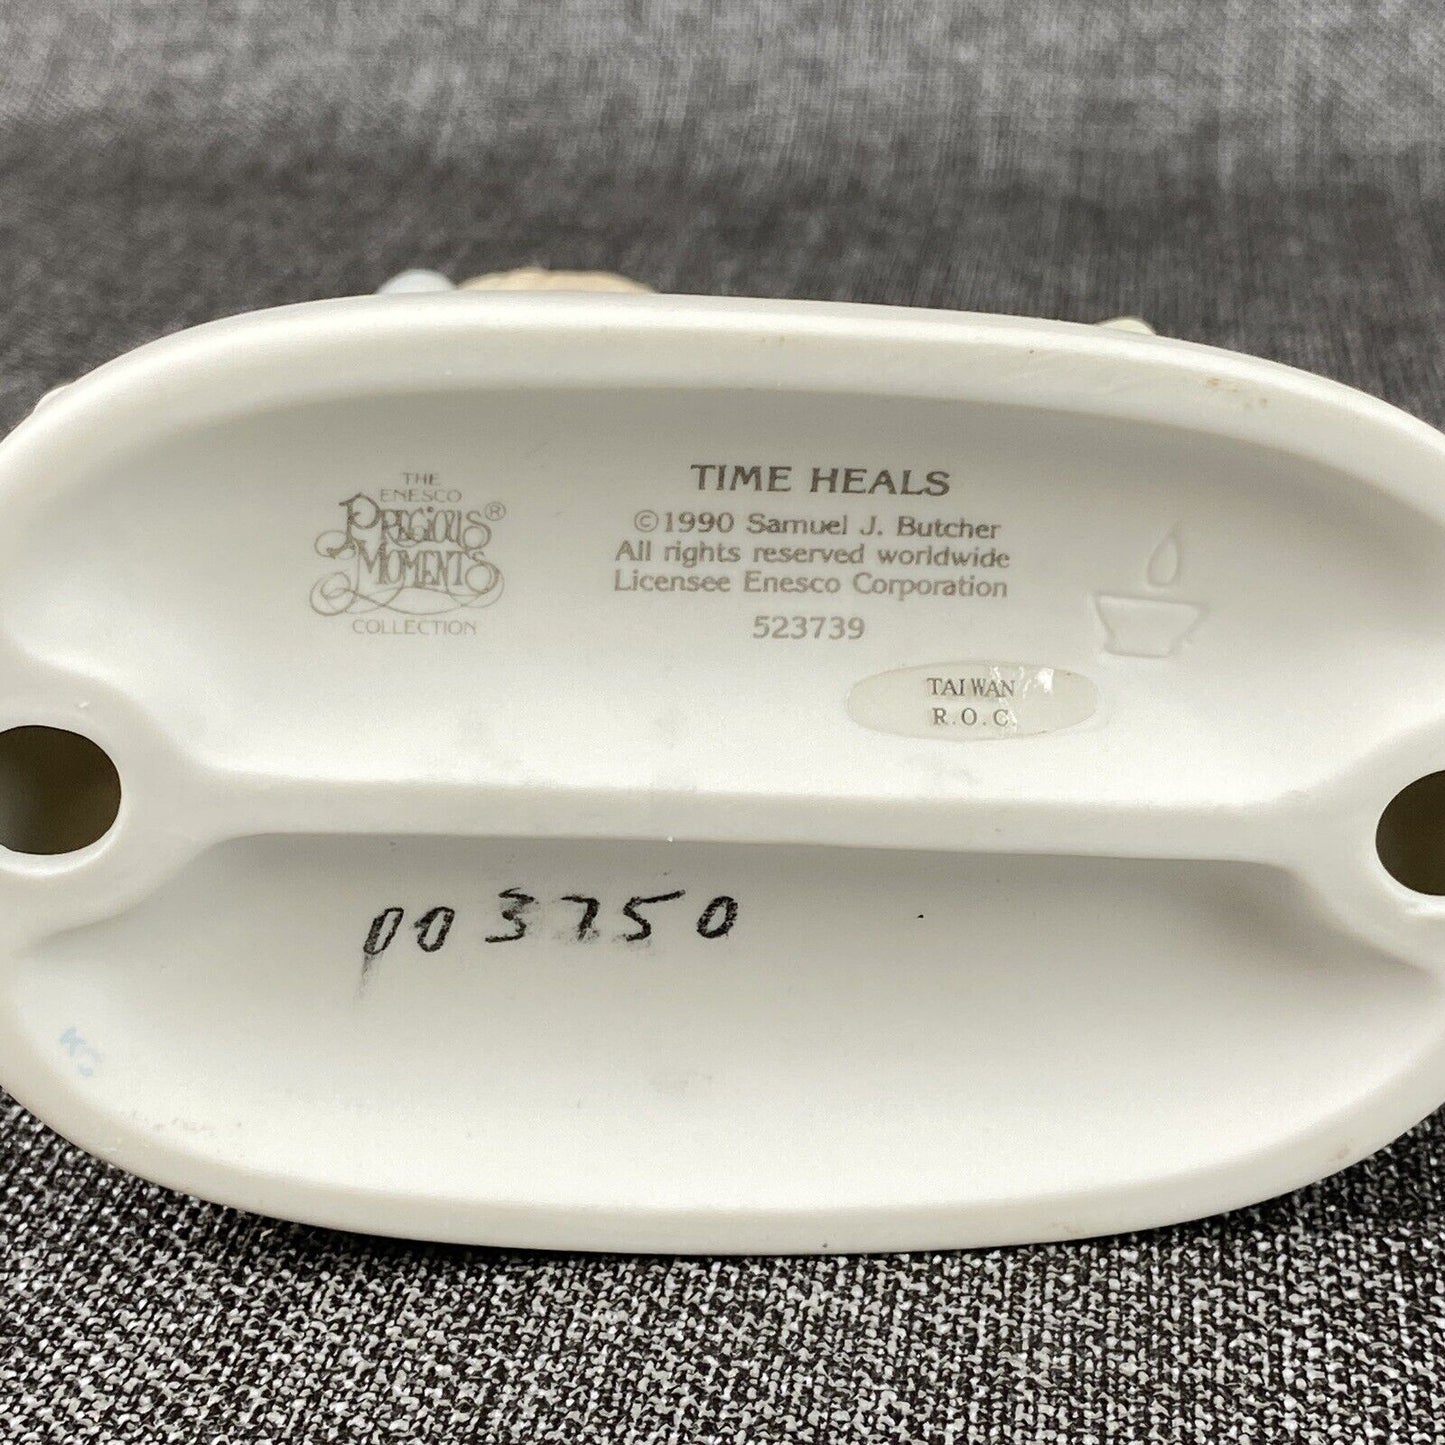 THE
ENESCO
PRECIOUS®
MOMENTS
COLLECTION
TIME HEALS
©1990 Samuel J. Butcher
All rights reserved worldwide
Licensee Enesco Corporation
523739
TAIWAN
R.O.C.
003750